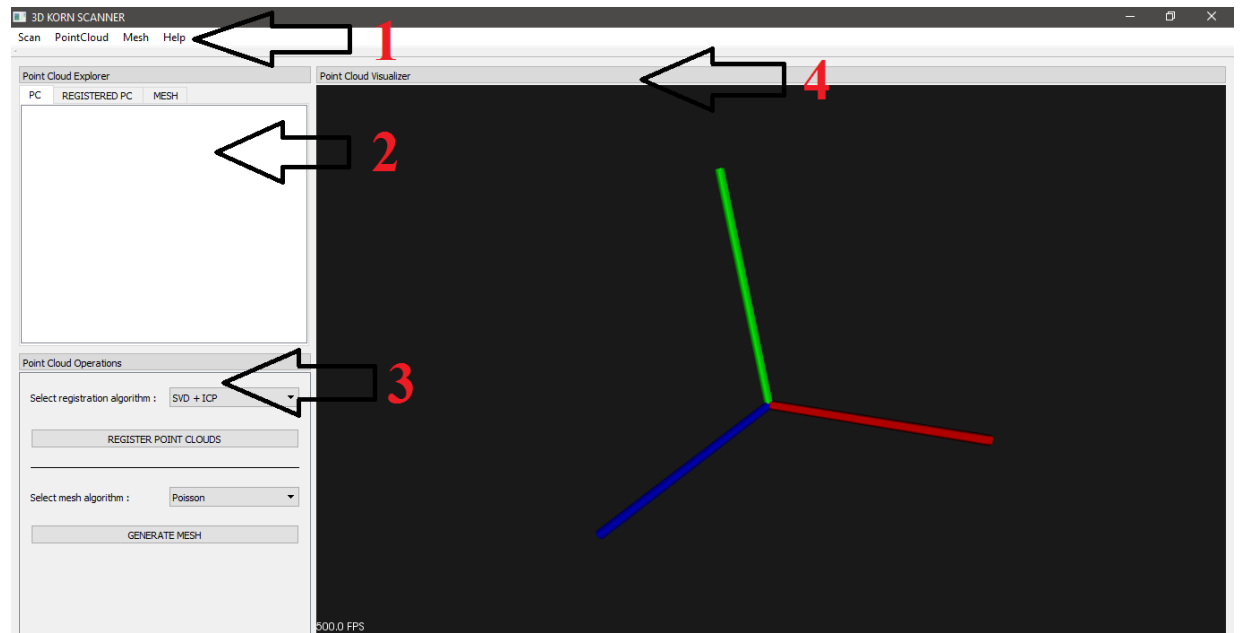 3D KORN SCANNER
Scan PointCloud Mesh Help
1
Point Cloud Explorer
PC REGISTERED PC MESH
2
Point Cloud Operations
3
Select registration algorithm : SVD + ICP
REGISTER POINT CLOUDS
Select mesh algorithm : Poisson
GENERATE MESH
Point Cloud Visualizer
4
500.0 FPS